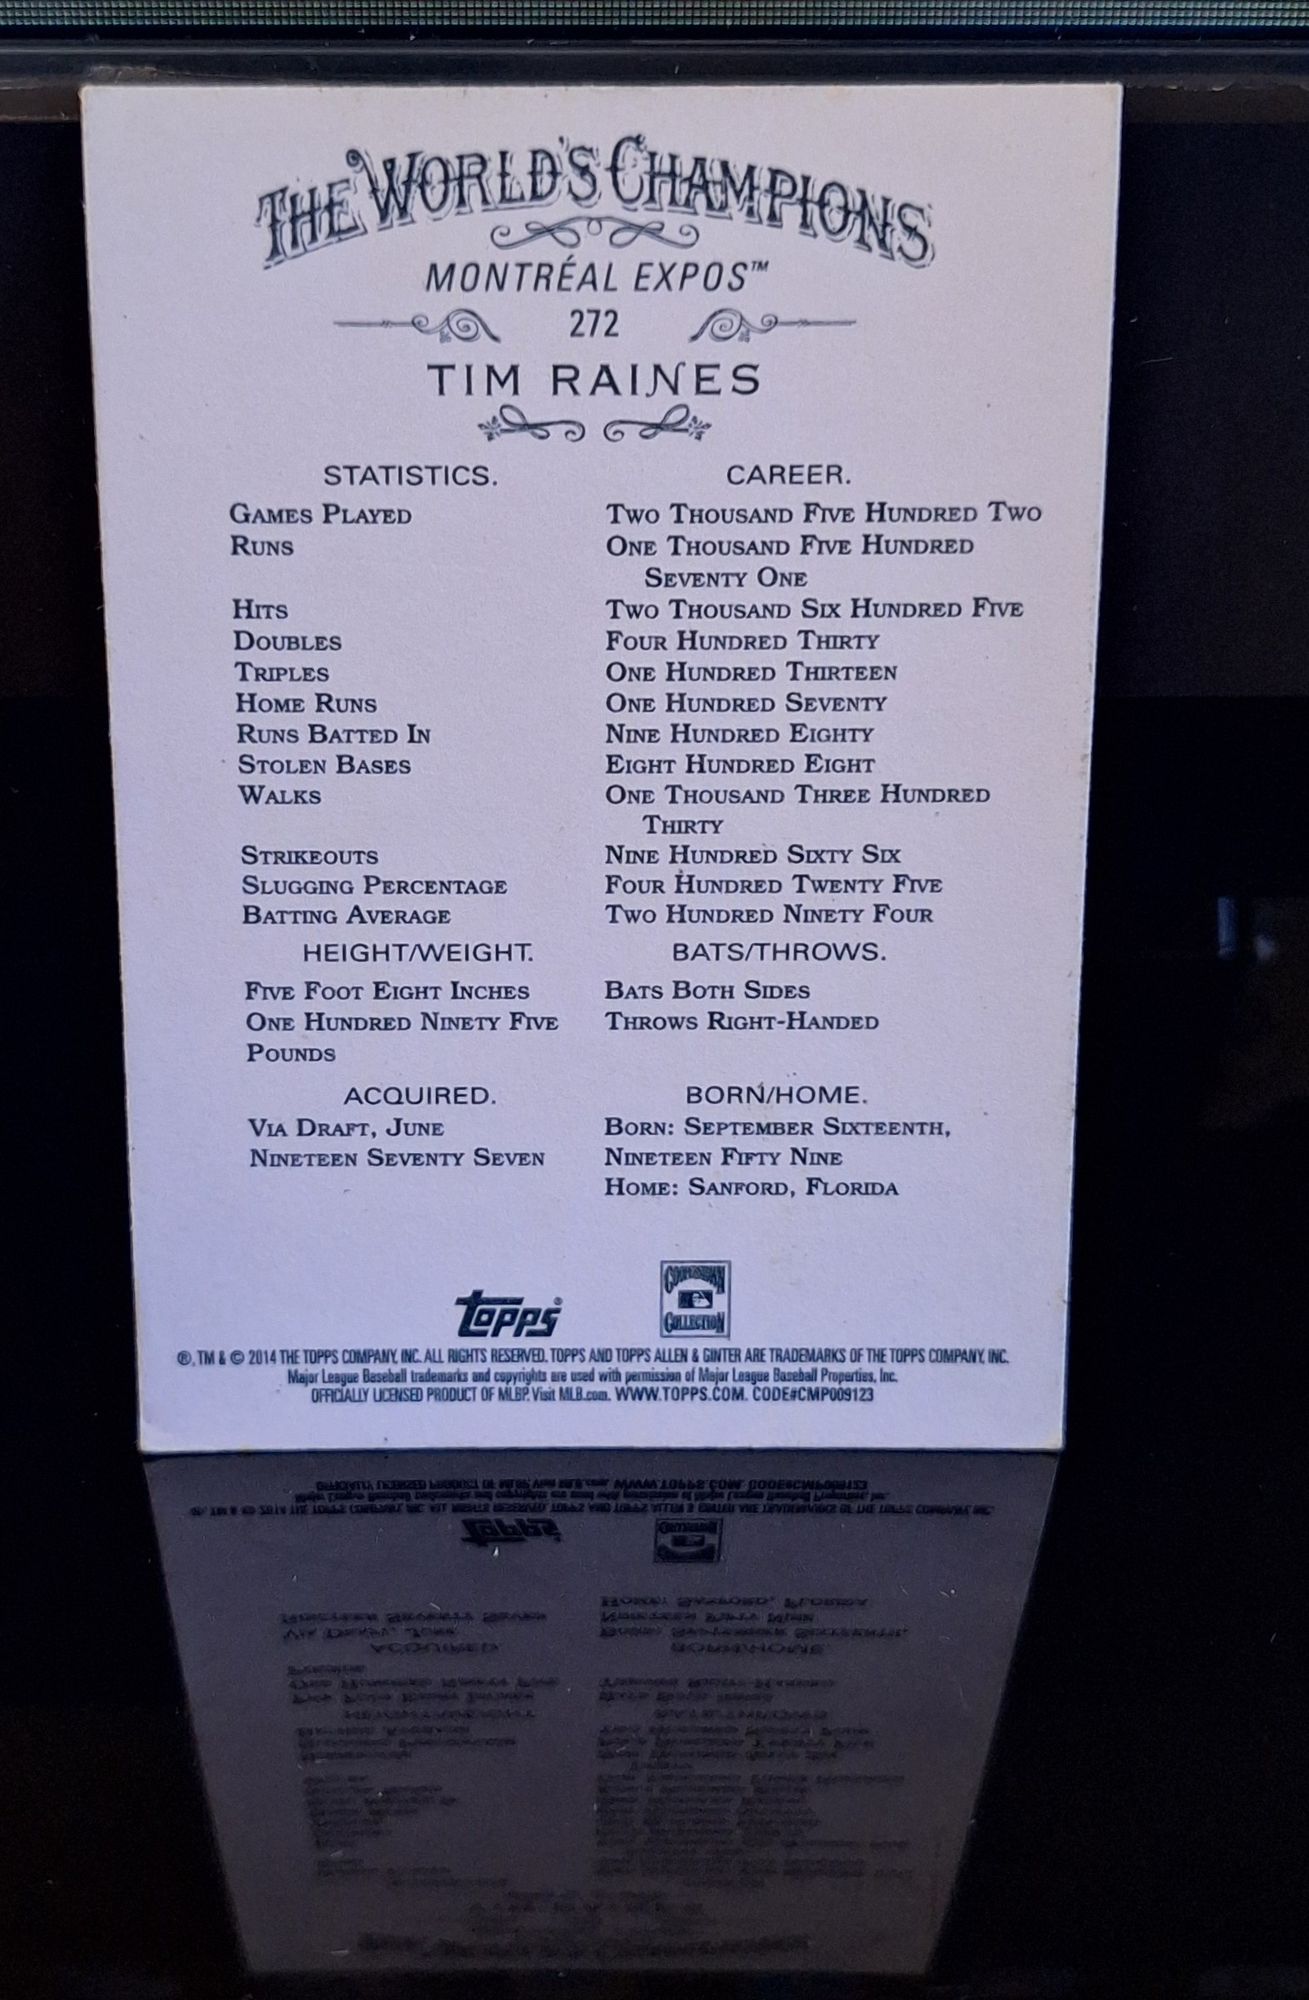 THE WORLD'S CHAMPIONS
MONTRÉAL EXPOS™
272
TIM RAINES
STATISTICS. CAREER.
GAMES PLAYED TWO THOUSAND FIVE HUNDRED TWO
RUNS ONE THOUSAND FIVE HUNDRED
SEVENTY ONE
HITS TWO THOUSAND SIX HUNDRED FIVE
DOUBLES FOUR HUNDRED THIRTY
TRIPLES ONE HUNDRED THIRTEEN
HOME RUNS ONE HUNDRED SEVENTY
RUNS BATTED IN NINE HUNDRED EIGHTY
STOLEN BASES EIGHT HUNDRED EIGHT
WALKS ONE THOUSAND THREE HUNDRED
THIRTY
STRIKEOUTS NINE HUNDRED SIXTY SIX
SLUGGING PERCENTAGE FOUR HUNDRED TWENTY FIVE
BATTING AVERAGE TWO HUNDRED NINETY FOUR
HEIGHT/WEIGHT. BATS/THROWS.
FIVE FOOT EIGHT INCHES BATS BOTH SIDES
ONE HUNDRED NINETY FIVE THROWS RIGHT-HANDED
POUNDS
ACQUIRED. BORN/HOME.
VIA DRAFT, JUNE BORN: SEPTEMBER SIXTEENTH,
NINETEEN SEVENTY SEVEN NINETEEN FIFTY NINE
HOME: SANFORD, FLORIDA
topps® COOPERSTOWN
COLLECTION
®, TM & © 2014 THE TOPPS COMPANY, INC. ALL RIGHTS RESERVED. TOPPS AND TOPPS ALLEN & GINTER ARE TRADEMARKS OF THE TOPPS COMPANY, INC.
Major League Baseball trademarks and copyrights are used with permission of Major League Baseball Properties, Inc.
OFFICIALLY LICENSED PRODUCT OF MLBP. Visit MLB.com. WWW.TOPPS.COM. CODE#CMP009123